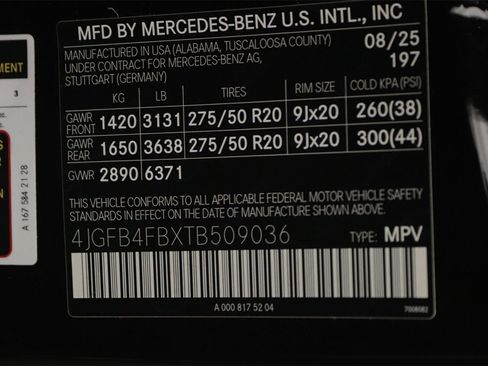 MFD BY MERCEDES-BENZ U.S. INTL., INC
MANUFACTURED IN USA (ALABAMA, TUSCALOOSA COUNTY) 08/25
UNDER CONTRACT FOR MERCEDES-BENZ AG, 197
STUTTGART (GERMANY)
KG LB TIRES RIM SIZE COLD KPA (PSI)
GAWR FRONT 1420 3131 275/50 R20 9Jx20 260(38)
GAWR REAR 1650 3638 275/50 R20 9Jx20 300(44)
GVWR 2890 6371
THIS VEHICLE CONFORMS TO ALL APPLICABLE FEDERAL MOTOR VEHICLE SAFETY
STANDARDS IN EFFECT ON THE DATE OF MANUFACTURE SHOWN ABOVE.
4JGFB4FBXTB509036 TYPE: MPV
A 000 817 52 04
3
A 167 584 21 28